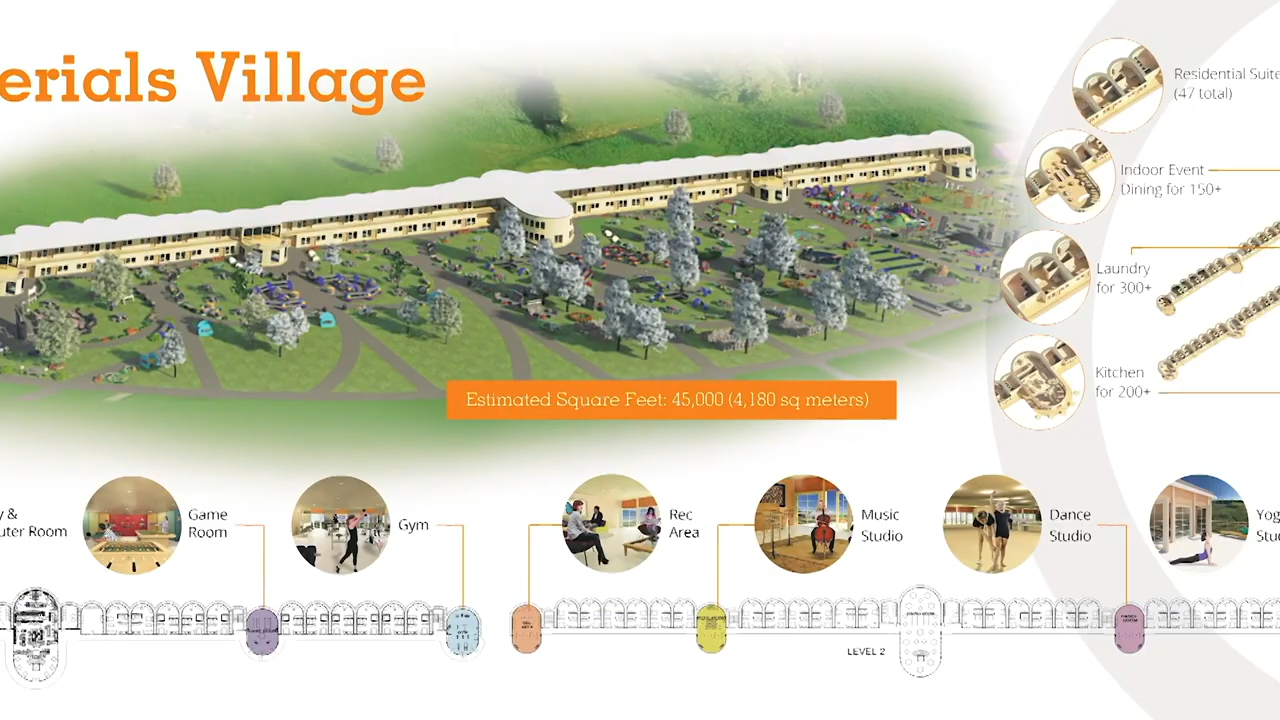 erials Village
Residential Suite
(47 total)
Indoor Event
Dining for 150+
Laundry
for 300+
Kitchen
for 200+
Estimated Square Feet: 45,000 (4,180 sq meters)
y &
uter Room
Game
Room
Gym
Rec
Area
Music
Studio
Dance
Studio
Yog
Stu
LEVEL 2